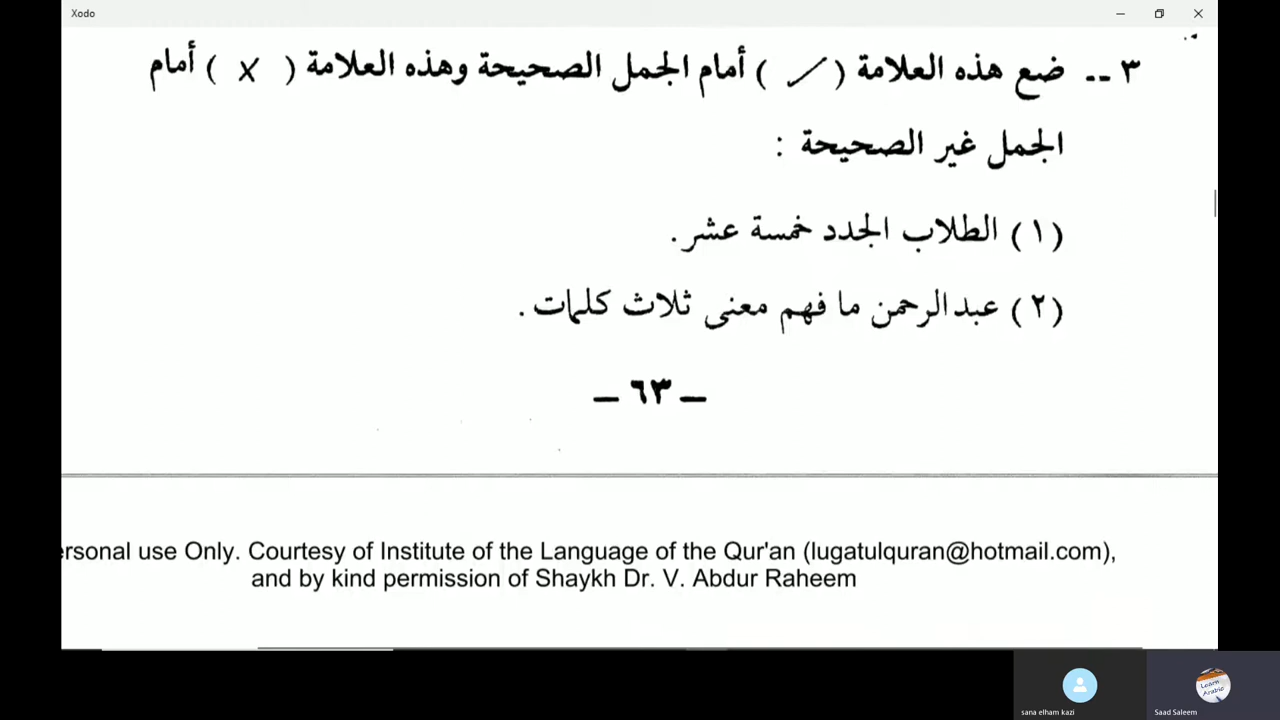 Xodo
٣ -- ضع هذه العلامة (✓) أمام الجمل الصحيحة وهذه العلامة (x) أمام
الجمل غير الصحيحة :
(١) الطلاب الجدد خمسة عشر.
(٢) عبدالرحمن ما فهم معنى ثلاث كلمات.
– ٦٣ –
ersonal use Only. Courtesy of Institute of the Language of the Qur'an (lugatulquran@hotmail.com),
and by kind permission of Shaykh Dr. V. Abdur Raheem
Learn
Arabic
sana elham kazi
Saad Saleem